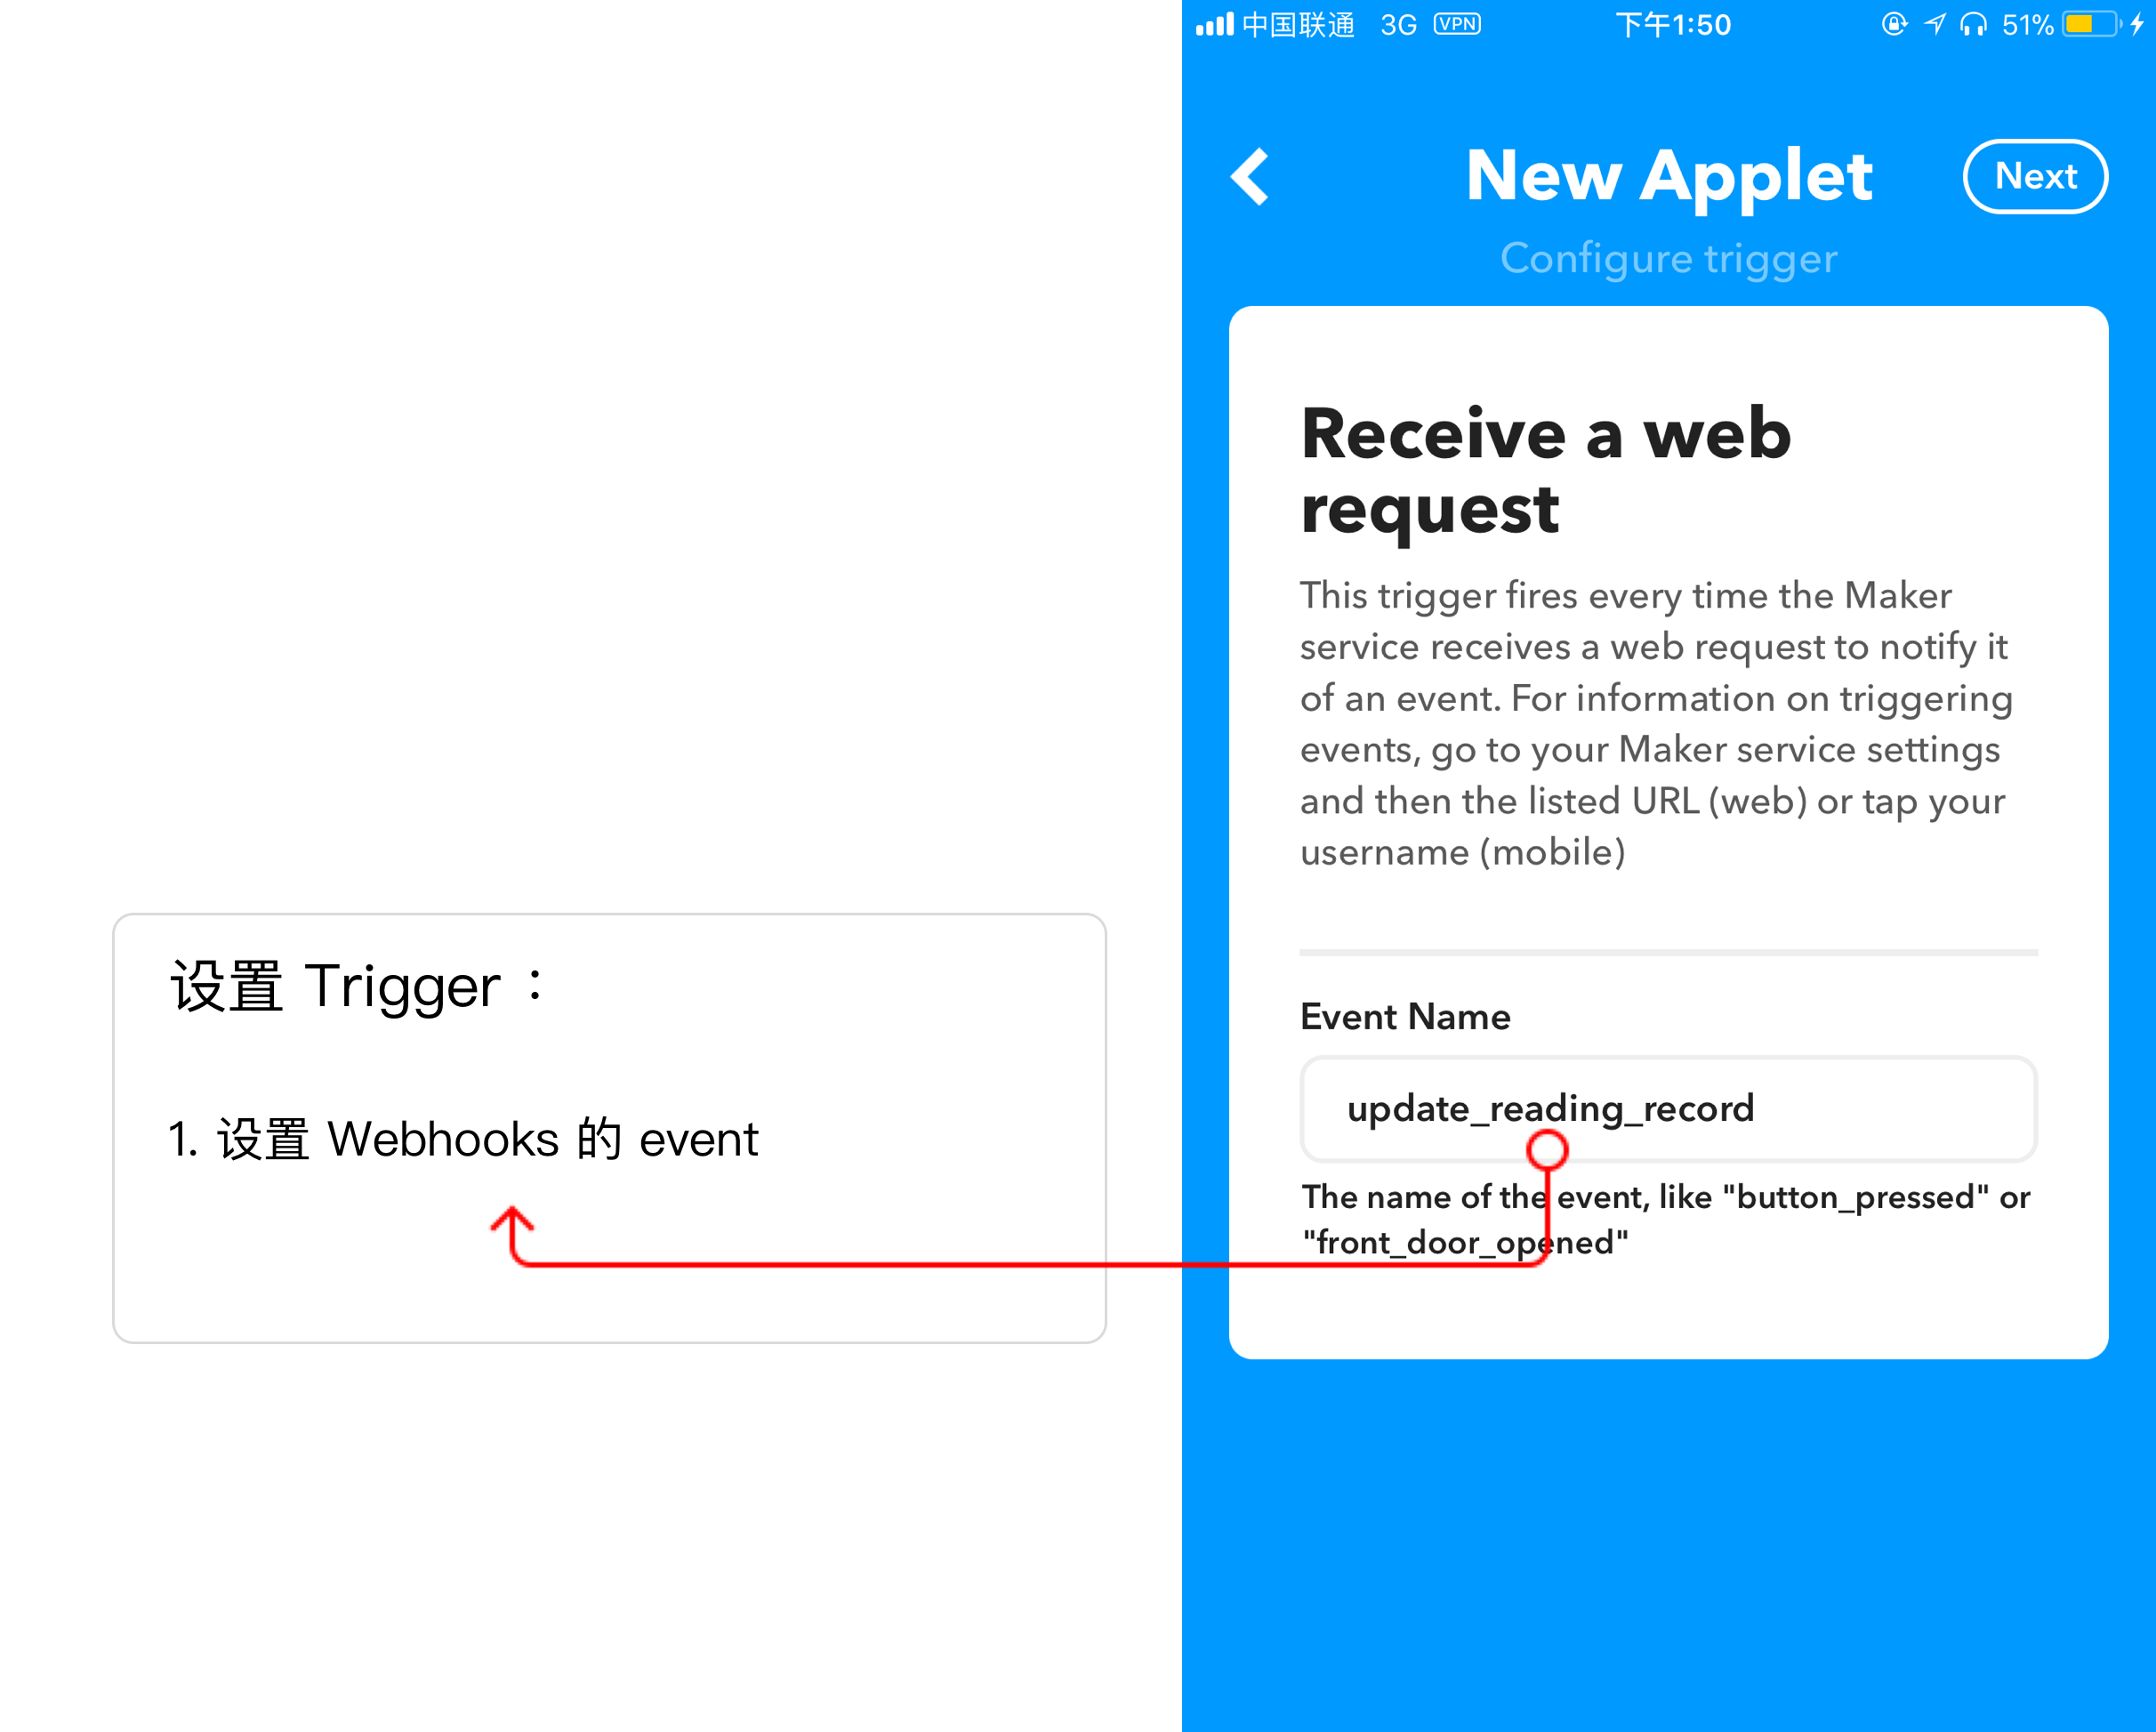 中国联通 3G VPN 下午1:50 51%
New Applet
Next
Configure trigger
Receive a web
request
This trigger fires every time the Maker
service receives a web request to notify it
of an event. For information on triggering
events, go to your Maker service settings
and then the listed URL (web) or tap your
username (mobile)
设置 Trigger：
1. 设置 Webhooks 的 event
Event Name
update_reading_record
The name of the event, like "button_pressed" or
"front_door_opened"